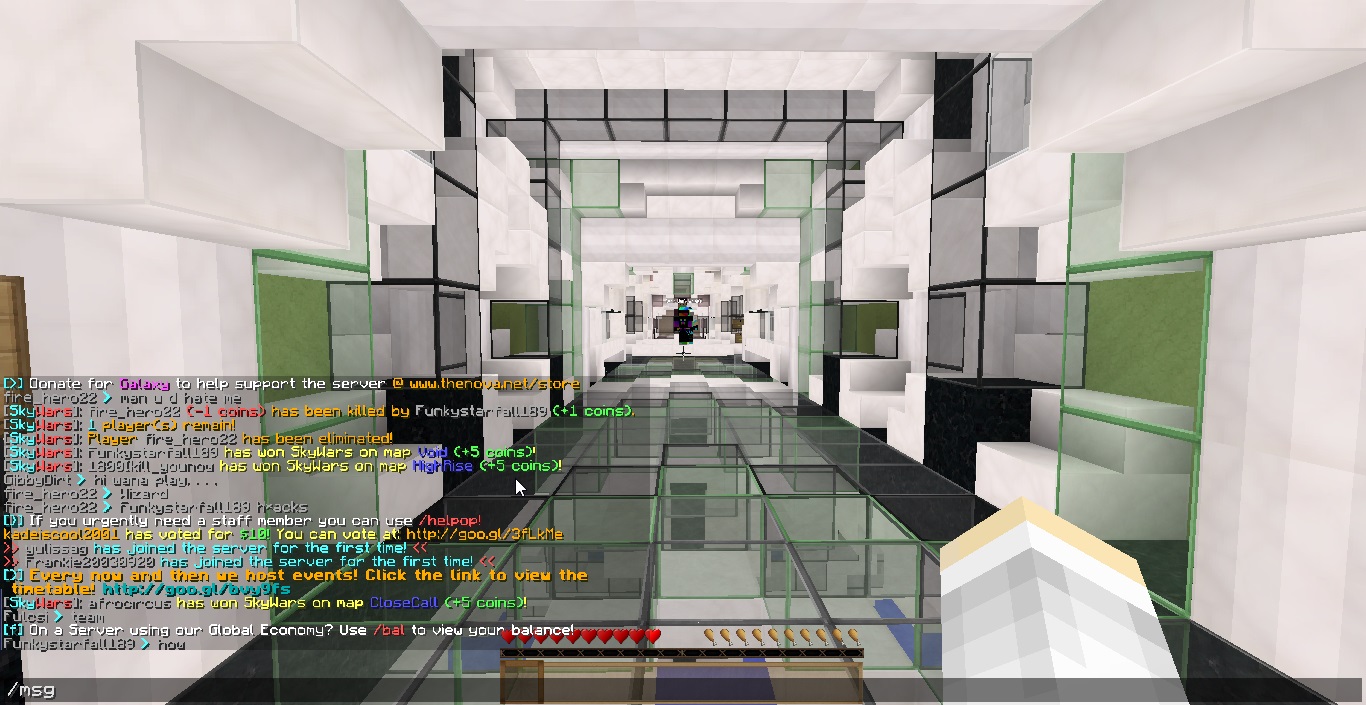 [>] Donate for Galaxy to help support the server @ www.thenova.net/store
fire_hero22 > man u d hate me
[SkyWars]: fire_hero22 (-1 coins) has been killed by Funkystarfall189 (+1 coins).
[SkyWars]: 1 player(s) remain!
[SkyWars]: Player fire_hero22 has been eliminated!
[SkyWars]: Funkystarfall189 has won SkyWars on map Void (+5 coins)!
[SkyWars]: 1800Ikill_younow has won SkyWars on map HighRise (+5 coins)!
GibbyDirt > hi wana play....
fire_hero22 > Wizard
fire_hero22 > funkystarfall189 h*acks
[>] If you urgently need a staff member you can use /helpop!
kadeiscool2001 has voted for $10! You can vote at: http://goo.gl/3fLkMe
>> yulissag has joined the server for the first time! <<
>> Frankie20030920 has joined the server for the first time! <<
[>] Every now and then we host events! Click the link to view the
timetable! http://goo.gl/bvy9fs
[SkyWars]: afrocircus has won SkyWars on map CloseCall (+5 coins)!
Fulcsi > team
[f] On a Server using our Global Economy? Use /bal to view your balance!
Funkystarfall189 > how
/msg